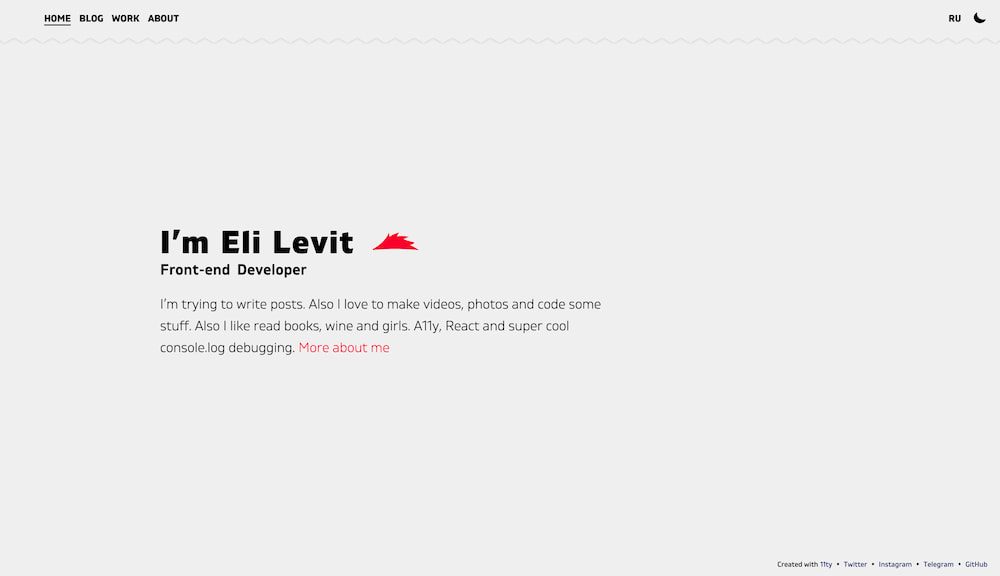 HOME BLOG WORK ABOUT RU
I'm Eli Levit
Front-end Developer
I'm trying to write posts. Also I love to make videos, photos and code some
stuff. Also I like read books, wine and girls. A11y, React and super cool
console.log debugging. More about me
Created with 11ty • Twitter • Instagram • Telegram • GitHub